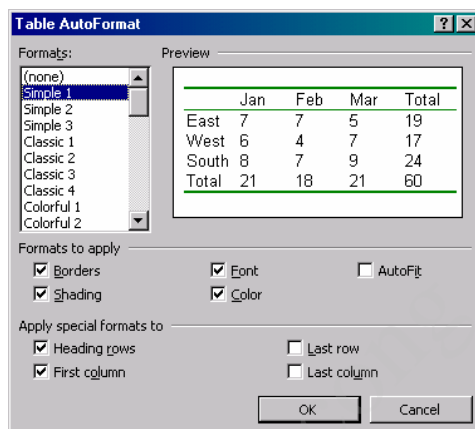 Table AutoFormat
Formats:
(none)
Simple 1
Simple 2
Simple 3
Classic 1
Classic 2
Classic 3
Classic 4
Colorful 1
Colorful 2
Preview
Jan Feb Mar Total
East 7 7 5 19
West 6 4 7 17
South 8 7 9 24
Total 21 18 21 60
Formats to apply
Borders Font AutoFit
Shading Color
Apply special formats to
Heading rows Last row
First column Last column
OK Cancel